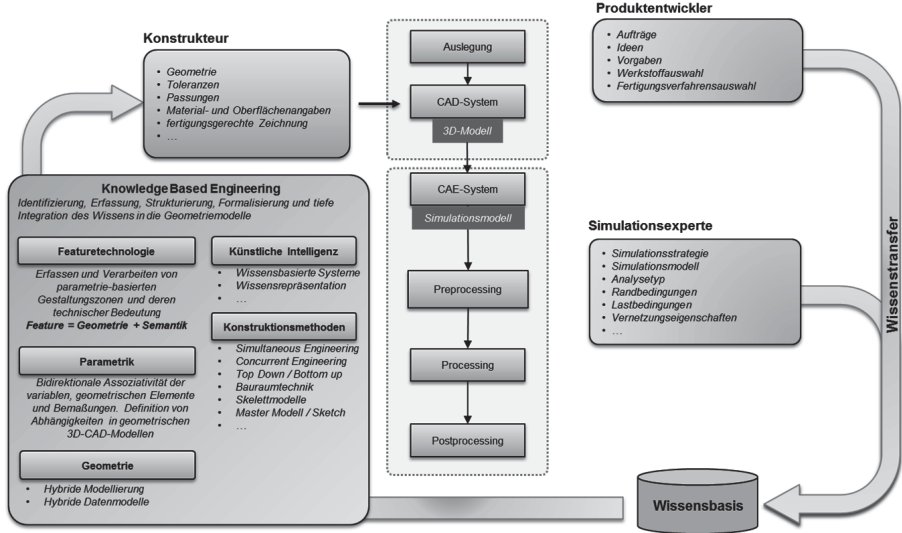 Konstrukteur
• Geometrie
• Toleranzen
• Passungen
• Material- und Oberflächenangaben
• fertigungsgerechte Zeichnung
• …
Auslegung
CAD-System
3D-Modell
CAE-System
Simulationsmodell
Preprocessing
Processing
Postprocessing
Produktentwickler
• Aufträge
• Ideen
• Vorgaben
• Werkstoffauswahl
• Fertigungsverfahrensauswahl
Simulationsexperte
• Simulationsstrategie
• Simulationsmodell
• Analysetyp
• Randbedingungen
• Lastbedingungen
• Vernetzungseigenschaften
• …
Wissenstransfer
Wissensbasis
Knowledge Based Engineering
Identifizierung, Erfassung, Strukturierung, Formalisierung und tiefe
Integration des Wissens in die Geometriemodelle
Featuretechnologie
Erfassen und Verarbeiten von
parametrie-basierten
Gestaltungszonen und deren
technischer Bedeutung
Feature = Geometrie + Semantik
Parametrik
Bidirektionale Assoziativität der
variablen, geometrischen Elemente
und Bemaßungen. Definition von
Abhängigkeiten in geometrischen
3D-CAD-Modellen
Geometrie
• Hybride Modellierung
• Hybride Datenmodelle
Künstliche Intelligenz
• Wissensbasierte Systeme
• Wissensrepräsentation
• …
Konstruktionsmethoden
• Simultaneous Engineering
• Concurrent Engineering
• Top Down / Bottom up
• Bauraumtechnik
• Skelettmodelle
• Master Modell / Sketch
• …